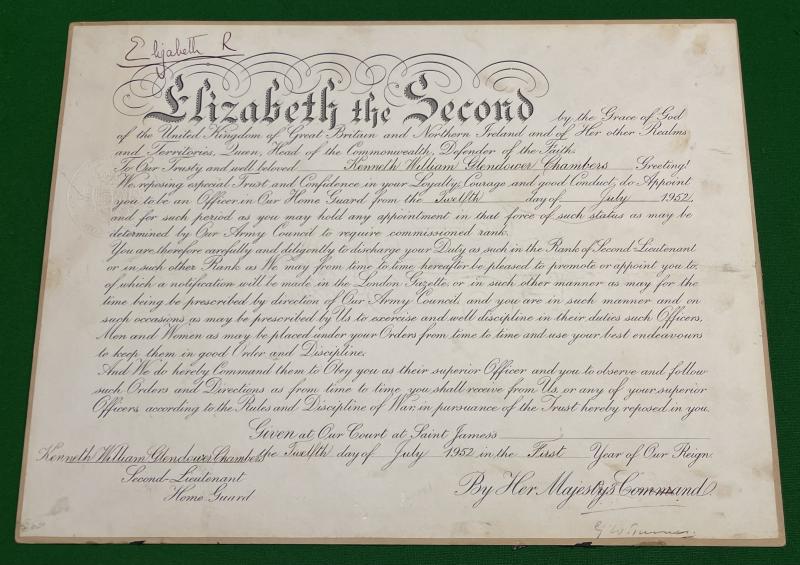 Elizabeth R
Elizabeth the Second by the Grace of God
of the United Kingdom of Great Britain and Northern Ireland and of Her other Realms
and Territories, Queen, Head of the Commonwealth, Defender of the Faith.
To Our Trusty and well beloved Kenneth William Glendower Chambers Greeting!
We, reposing especial Trust and Confidence in your Loyalty, Courage and good Conduct, do Appoint
you to be an Officer in Our Home Guard from the Twelfth day of July 1952,
and for such period as you may hold any appointment in that force of such status as may be
determined by Our Army Council to require commissioned rank.
You are therefore carefully and diligently to discharge your Duty as such in the Rank of Second Lieutenant
or in such other Rank as We may from time to time hereafter be pleased to promote or appoint you to,
of which a notification will be made in the London Gazette, or in such other manner as may for the
time being be prescribed by direction of Our Army Council, and you are in such manner and on
such occasions as may be prescribed by Us to exercise and well discipline in their duties such Officers,
Men and Women as may be placed under your Orders from time to time and use your best endeavours
to keep them in good Order and Discipline.
And We do hereby Command them to Obey you as their superior Officer and you to observe and follow
such Orders and Directions as from time to time you shall receive from Us, or any of your superior
Officers, according to the Rules and Discipline of War, in pursuance of the Trust hereby reposed in you.
Given at Our Court at Saint James's
the Twelfth day of July 1952 in the First Year of Our Reign.
Kenneth William Glendower Chambers
Second-Lieutenant
Home Guard
By Her Majesty's Command.